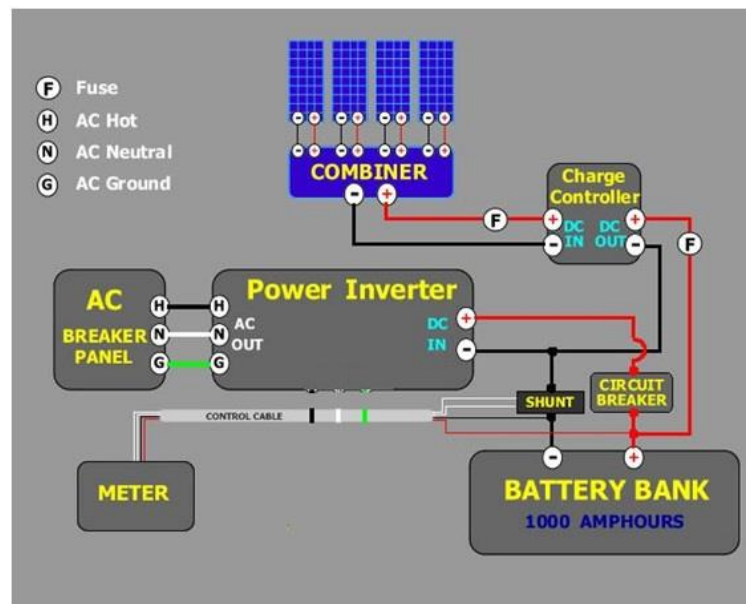 F Fuse
H AC Hot
N AC Neutral
G AC Ground
- + - + - + - +
- + - + - + - +
COMBINER
- +
Charge
Controller
F
+ DC DC +
- IN OUT -
F
AC
BREAKER
PANEL
H H
N N
G G
Power Inverter
AC
OUT
DC +
IN -
SHUNT
CIRCUIT
BREAKER
CONTROL CABLE
METER
- +
BATTERY BANK
1000 AMPHOURS